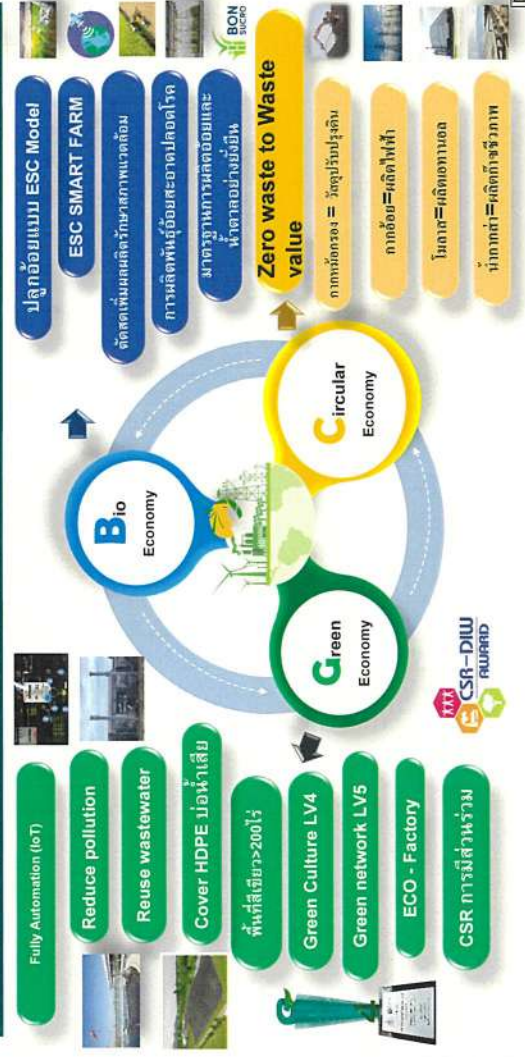 Fully Automation (IoT)
Reduce pollution
Reuse wastewater
Cover HDPE บ่อน้ำเสีย
พื้นที่สีเขียว>200ไร่
Green Culture LV4
Green network LV5
ECO - Factory
CSR การมีส่วนร่วม
CSR-DIW
AWARD
Bio
Economy
Green
Economy
Circular
Economy
ปลูกอ้อยแบบ ESC Model
ESC SMART FARM
ตัดสดเพิ่มผลผลิตรักษาสภาพแวดล้อม
การผลิตพันธุ์อ้อยสะอาดปลอดโรค
มาตรฐานการผลิตอ้อยและ
น้ำตาลอย่างยั่งยืน
BON
SUCRO
Zero waste to Waste
value
กากหม้อกรอง = วัสดุปรับปรุงดิน
กากอ้อย=ผลิตไฟฟ้า
โมลาส=ผลิตเอทานอล
น้ำกากส่า=ผลิตก๊าซชีวภาพ